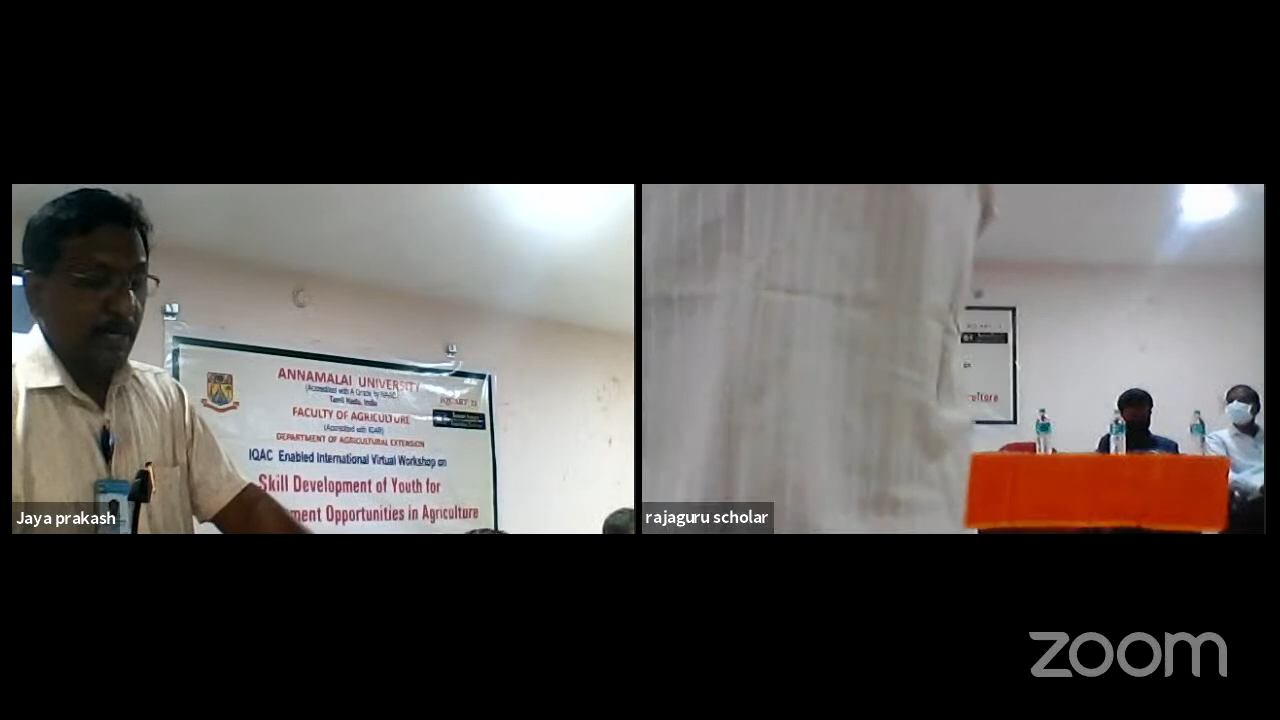 ANNAMALAI UNIVERSITY
(Accredited with A Grade by NAAC)
Tamil Nadu, India
FACULTY OF AGRICULTURE
(Accredited with ICAR)
DEPARTMENT OF AGRICULTURAL EXTENSION
IQAC Enabled International Virtual Workshop on
Skill Development of Youth for
ment Opportunities in Agriculture
Jaya prakash
culture
rajaguru scholar
zoom